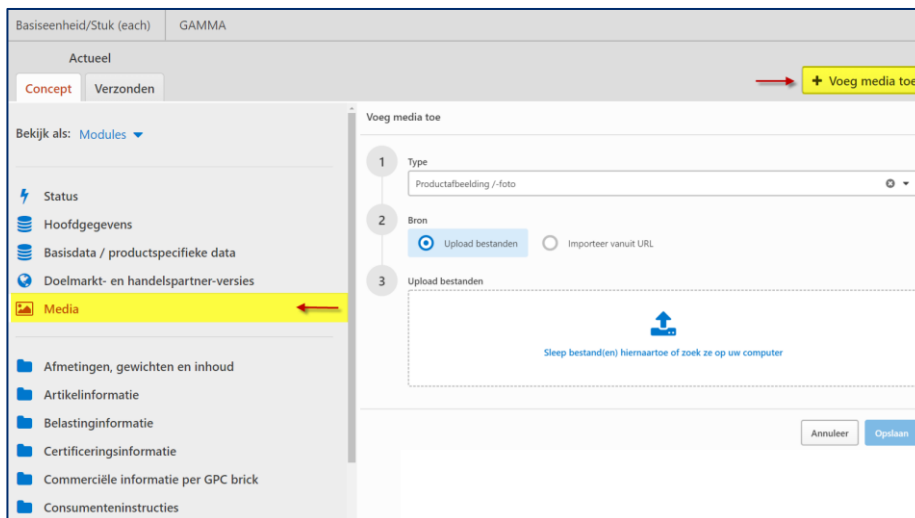 Basiseenheid/Stuk (each) GAMMA
Actueel
Concept Verzonden
+ Voeg media toe
Bekijk als: Modules
Status
Hoofdgegevens
Basisdata / productspecifieke data
Doelmarkt- en handelspartner-versies
Media
Afmetingen, gewichten en inhoud
Artikelinformatie
Belastinginformatie
Certificeringsinformatie
Commerciële informatie per GPC brick
Consumenteninstructies
Voeg media toe
1 Type
Productafbeelding /-foto
2 Bron
Upload bestanden Importeer vanuit URL
3 Upload bestanden
Sleep bestand(en) hiernaartoe of zoek ze op uw computer
Annuleer Opslaan